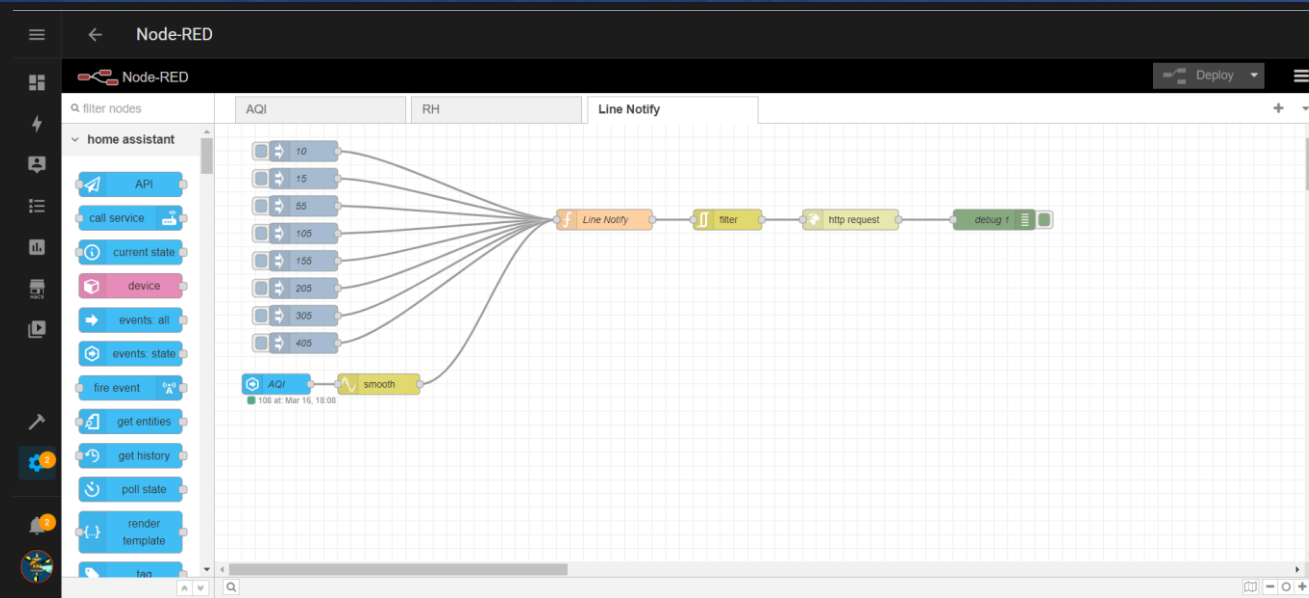 Node-RED
Node-RED
Deploy
filter nodes
AQI
RH
Line Notify
home assistant
API
call service
current state
device
events: all
events: state
fire event
get entities
get history
poll state
render
template
tag
10
15
55
105
155
205
305
405
AQI
108 at: Mar 16, 18:08
smooth
Line Notify
filter
http request
debug 1
HACS
2
2